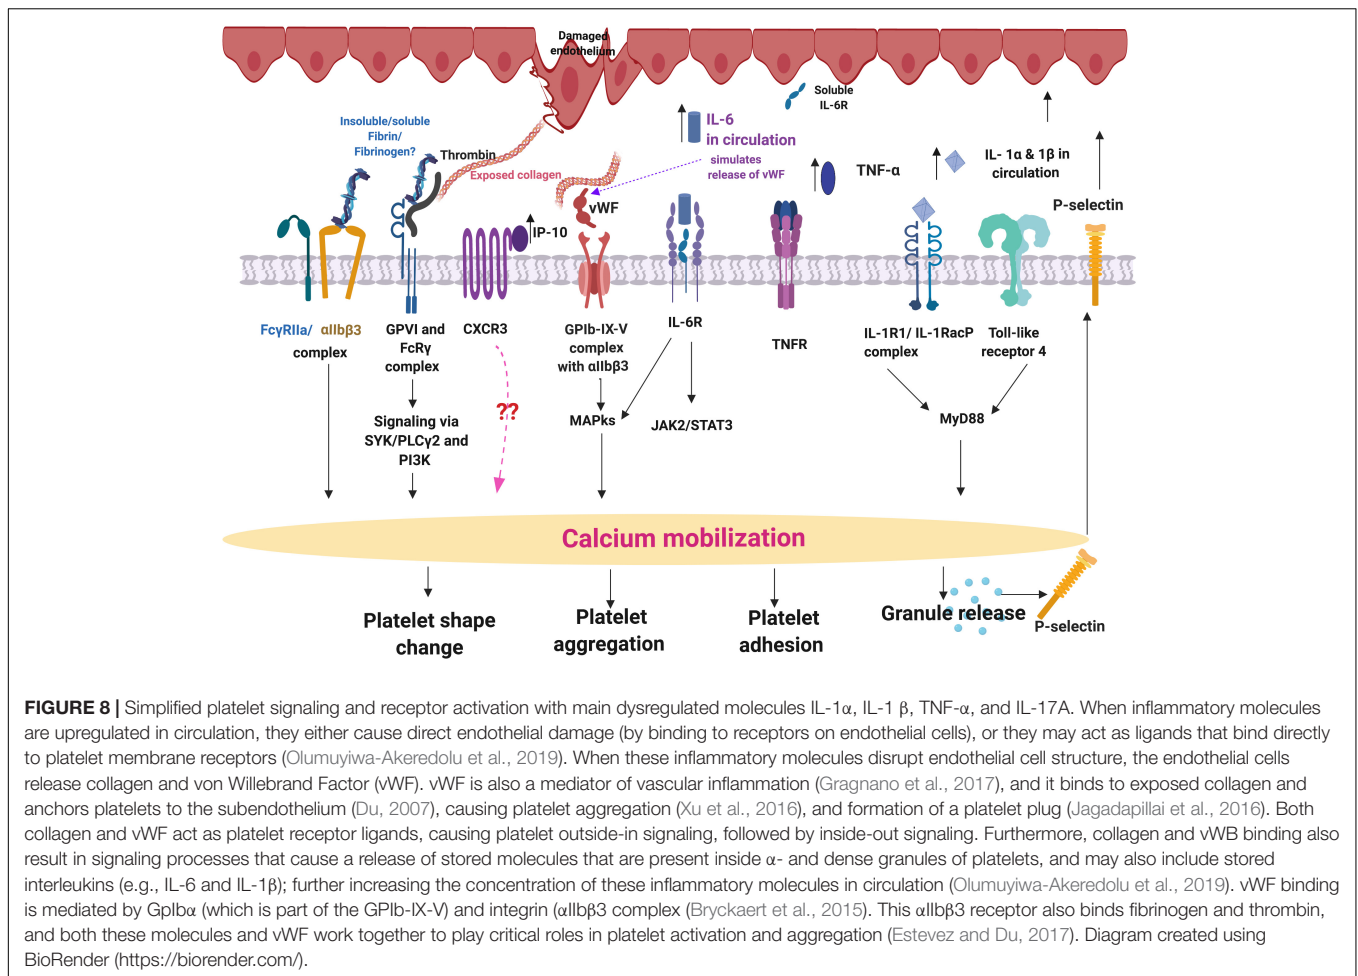 Damaged
endothelium
Soluble
IL-6R
Insoluble/soluble
Fibrin/
Fibrinogen?
Thrombin
Exposed collagen
IL-6
in circulation
simulates
release of vWF
vWF
IP-10
TNF-α
IL- 1α & 1β in
circulation
P-selectin
FcγRIIa/ αIIbβ3
complex
GPVI and
FcRγ
complex
CXCR3
GPIb-IX-V
complex
with αIIbβ3
IL-6R
TNFR
IL-1R1/ IL-1RacP
complex
Toll-like
receptor 4
Signaling via
SYK/PLCγ2 and
PI3K
??
MAPks
JAK2/STAT3
MyD88
Calcium mobilization
Platelet shape
change
Platelet
aggregation
Platelet
adhesion
Granule release
P-selectin
FIGURE 8 | Simplified platelet signaling and receptor activation with main dysregulated molecules IL-1α, IL-1 β, TNF-α, and IL-17A. When inflammatory molecules
are upregulated in circulation, they either cause direct endothelial damage (by binding to receptors on endothelial cells), or they may act as ligands that bind directly
to platelet membrane receptors (Olumuyiwa-Akeredolu et al., 2019). When these inflammatory molecules disrupt endothelial cell structure, the endothelial cells
release collagen and von Willebrand Factor (vWF). vWF is also a mediator of vascular inflammation (Gragnano et al., 2017), and it binds to exposed collagen and
anchors platelets to the subendothelium (Du, 2007), causing platelet aggregation (Xu et al., 2016), and formation of a platelet plug (Jagadapillai et al., 2016). Both
collagen and vWF act as platelet receptor ligands, causing platelet outside-in signaling, followed by inside-out signaling. Furthermore, collagen and vWB binding also
result in signaling processes that cause a release of stored molecules that are present inside α- and dense granules of platelets, and may also include stored
interleukins (e.g., IL-6 and IL-1β); further increasing the concentration of these inflammatory molecules in circulation (Olumuyiwa-Akeredolu et al., 2019). vWF binding
is mediated by GpIbα (which is part of the GPIb-IX-V) and integrin (αIIbβ3 complex (Bryckaert et al., 2015). This αIIbβ3 receptor also binds fibrinogen and thrombin,
and both these molecules and vWF work together to play critical roles in platelet activation and aggregation (Estevez and Du, 2017). Diagram created using
BioRender (https://biorender.com/).